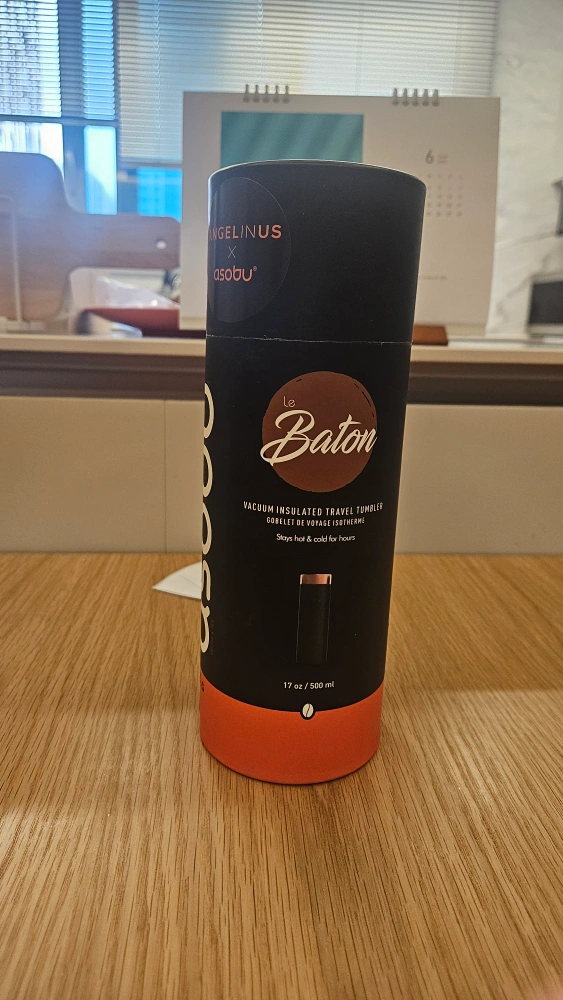 ANGELINUS
X
asobu®
asobu
Le
Baton
VACUUM INSULATED TRAVEL TUMBLER
GOBELET DE VOYAGE ISOTHERME
Stays hot & cold for hours
17 oz / 500 ml
6